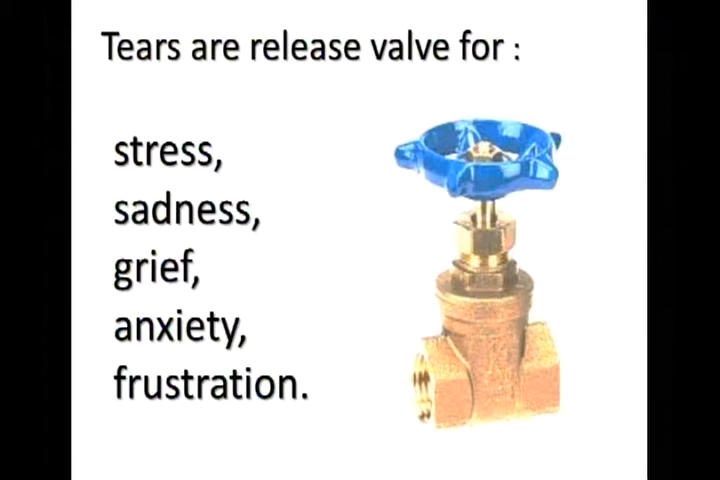 Tears are release valve for :
stress,
sadness,
grief,
anxiety,
frustration.